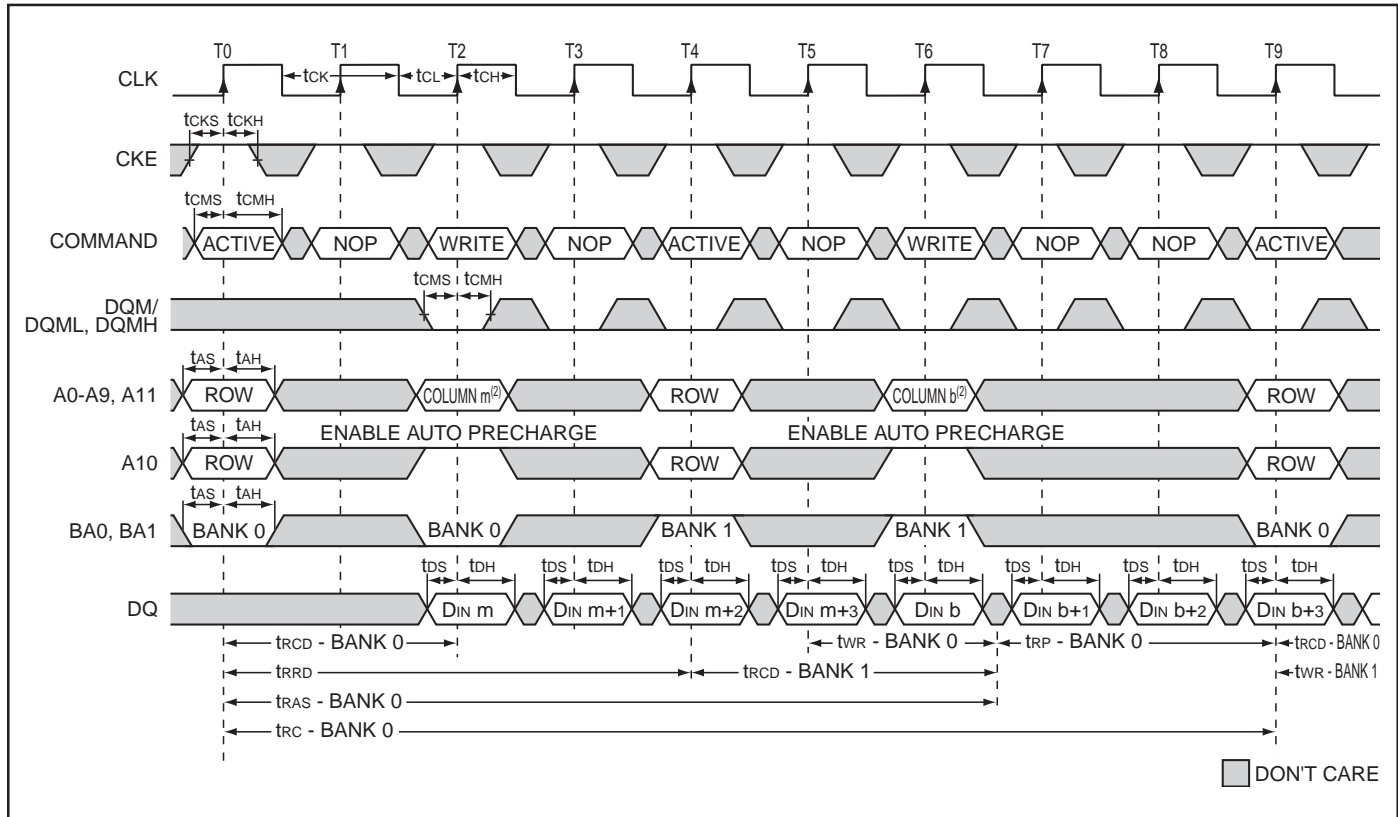 T0 T1 T2 T3 T4 T5 T6 T7 T8 T9
CLK tCK tCL tCH
tCKS tCKH
CKE
tCMS tCMH
COMMAND ACTIVE NOP WRITE NOP ACTIVE NOP WRITE NOP NOP ACTIVE
tCMS tCMH
DQM/
DQML, DQMH
tAS tAH
A0-A9, A11 ROW COLUMN m(2) ROW COLUMN b(2) ROW
tAS tAH ENABLE AUTO PRECHARGE ENABLE AUTO PRECHARGE
A10 ROW ROW ROW
tAS tAH
BA0, BA1 BANK 0 BANK 0 BANK 1 BANK 1 BANK 0
tDS tDH tDS tDH tDS tDH tDS tDH tDS tDH tDS tDH tDS tDH tDS tDH
DQ DIN m DIN m+1 DIN m+2 DIN m+3 DIN b DIN b+1 DIN b+2 DIN b+3
tRCD - BANK 0 tWR - BANK 0 tRP - BANK 0 tRCD - BANK 0
tRRD tRCD - BANK 1 tWR - BANK 1
tRAS - BANK 0
tRC - BANK 0
DON'T CARE